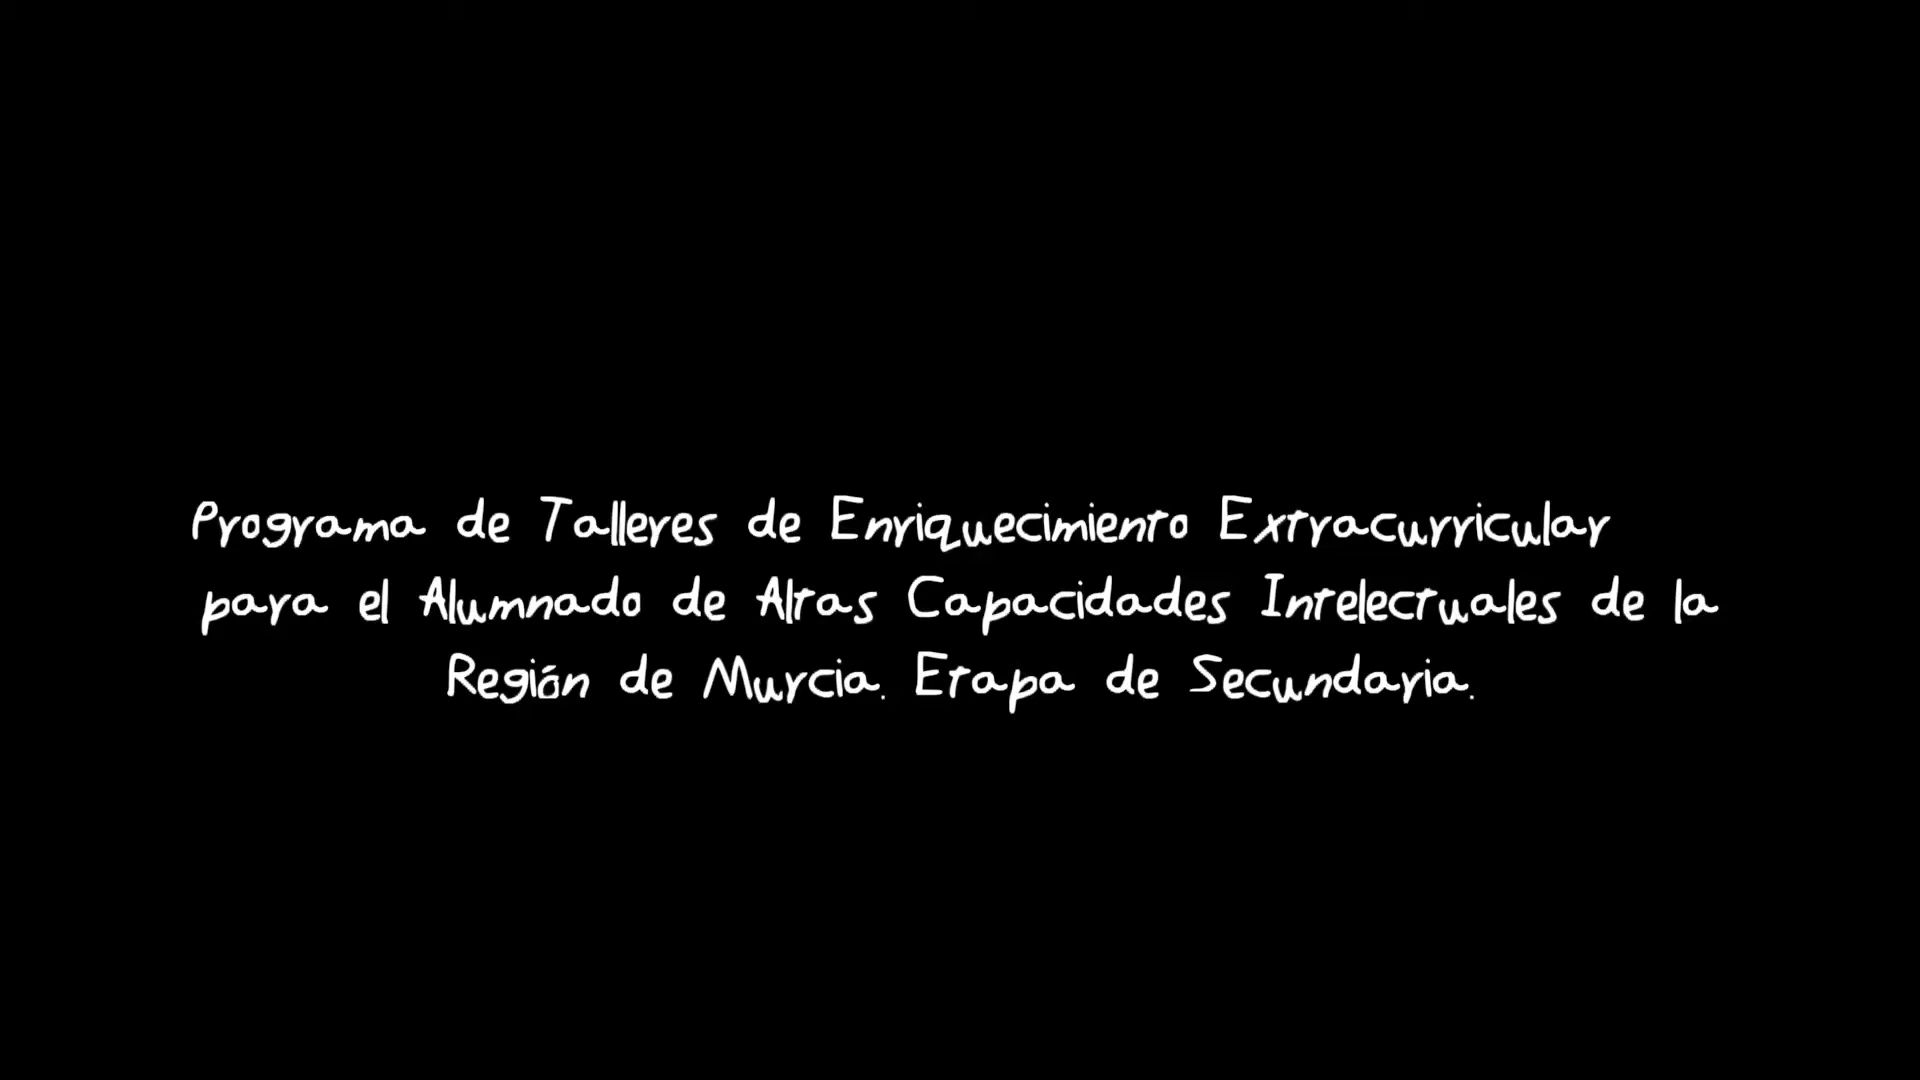 Programa de Talleres de Enriquecimiento Extracurricular
para el Alumnado de Altas Capacidades Intelectuales de la
Región de Murcia. Etapa de Secundaria.